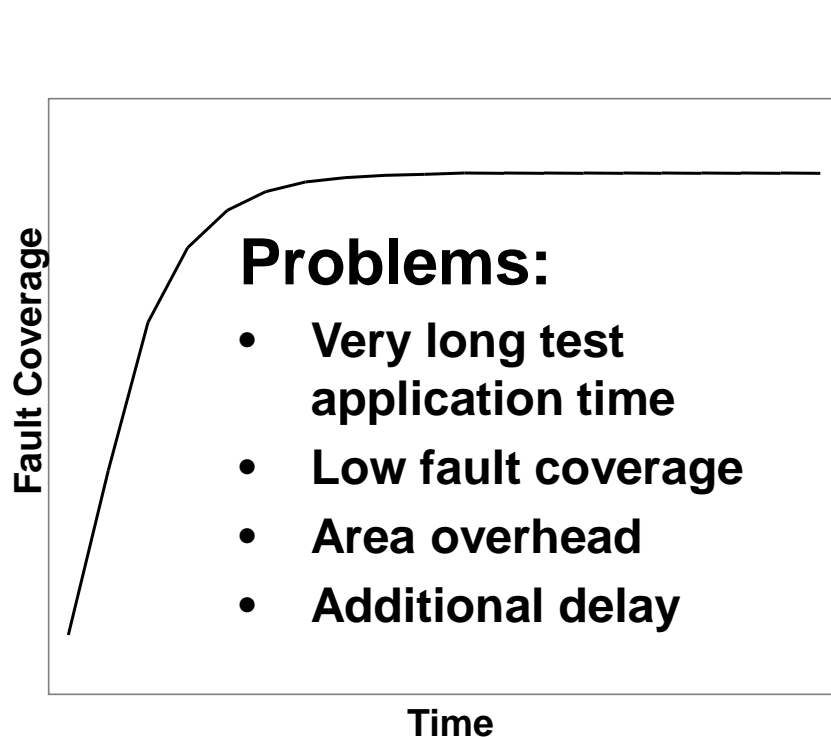 Fault Coverage
Problems:
• Very long test
application time
• Low fault coverage
• Area overhead
• Additional delay
Time